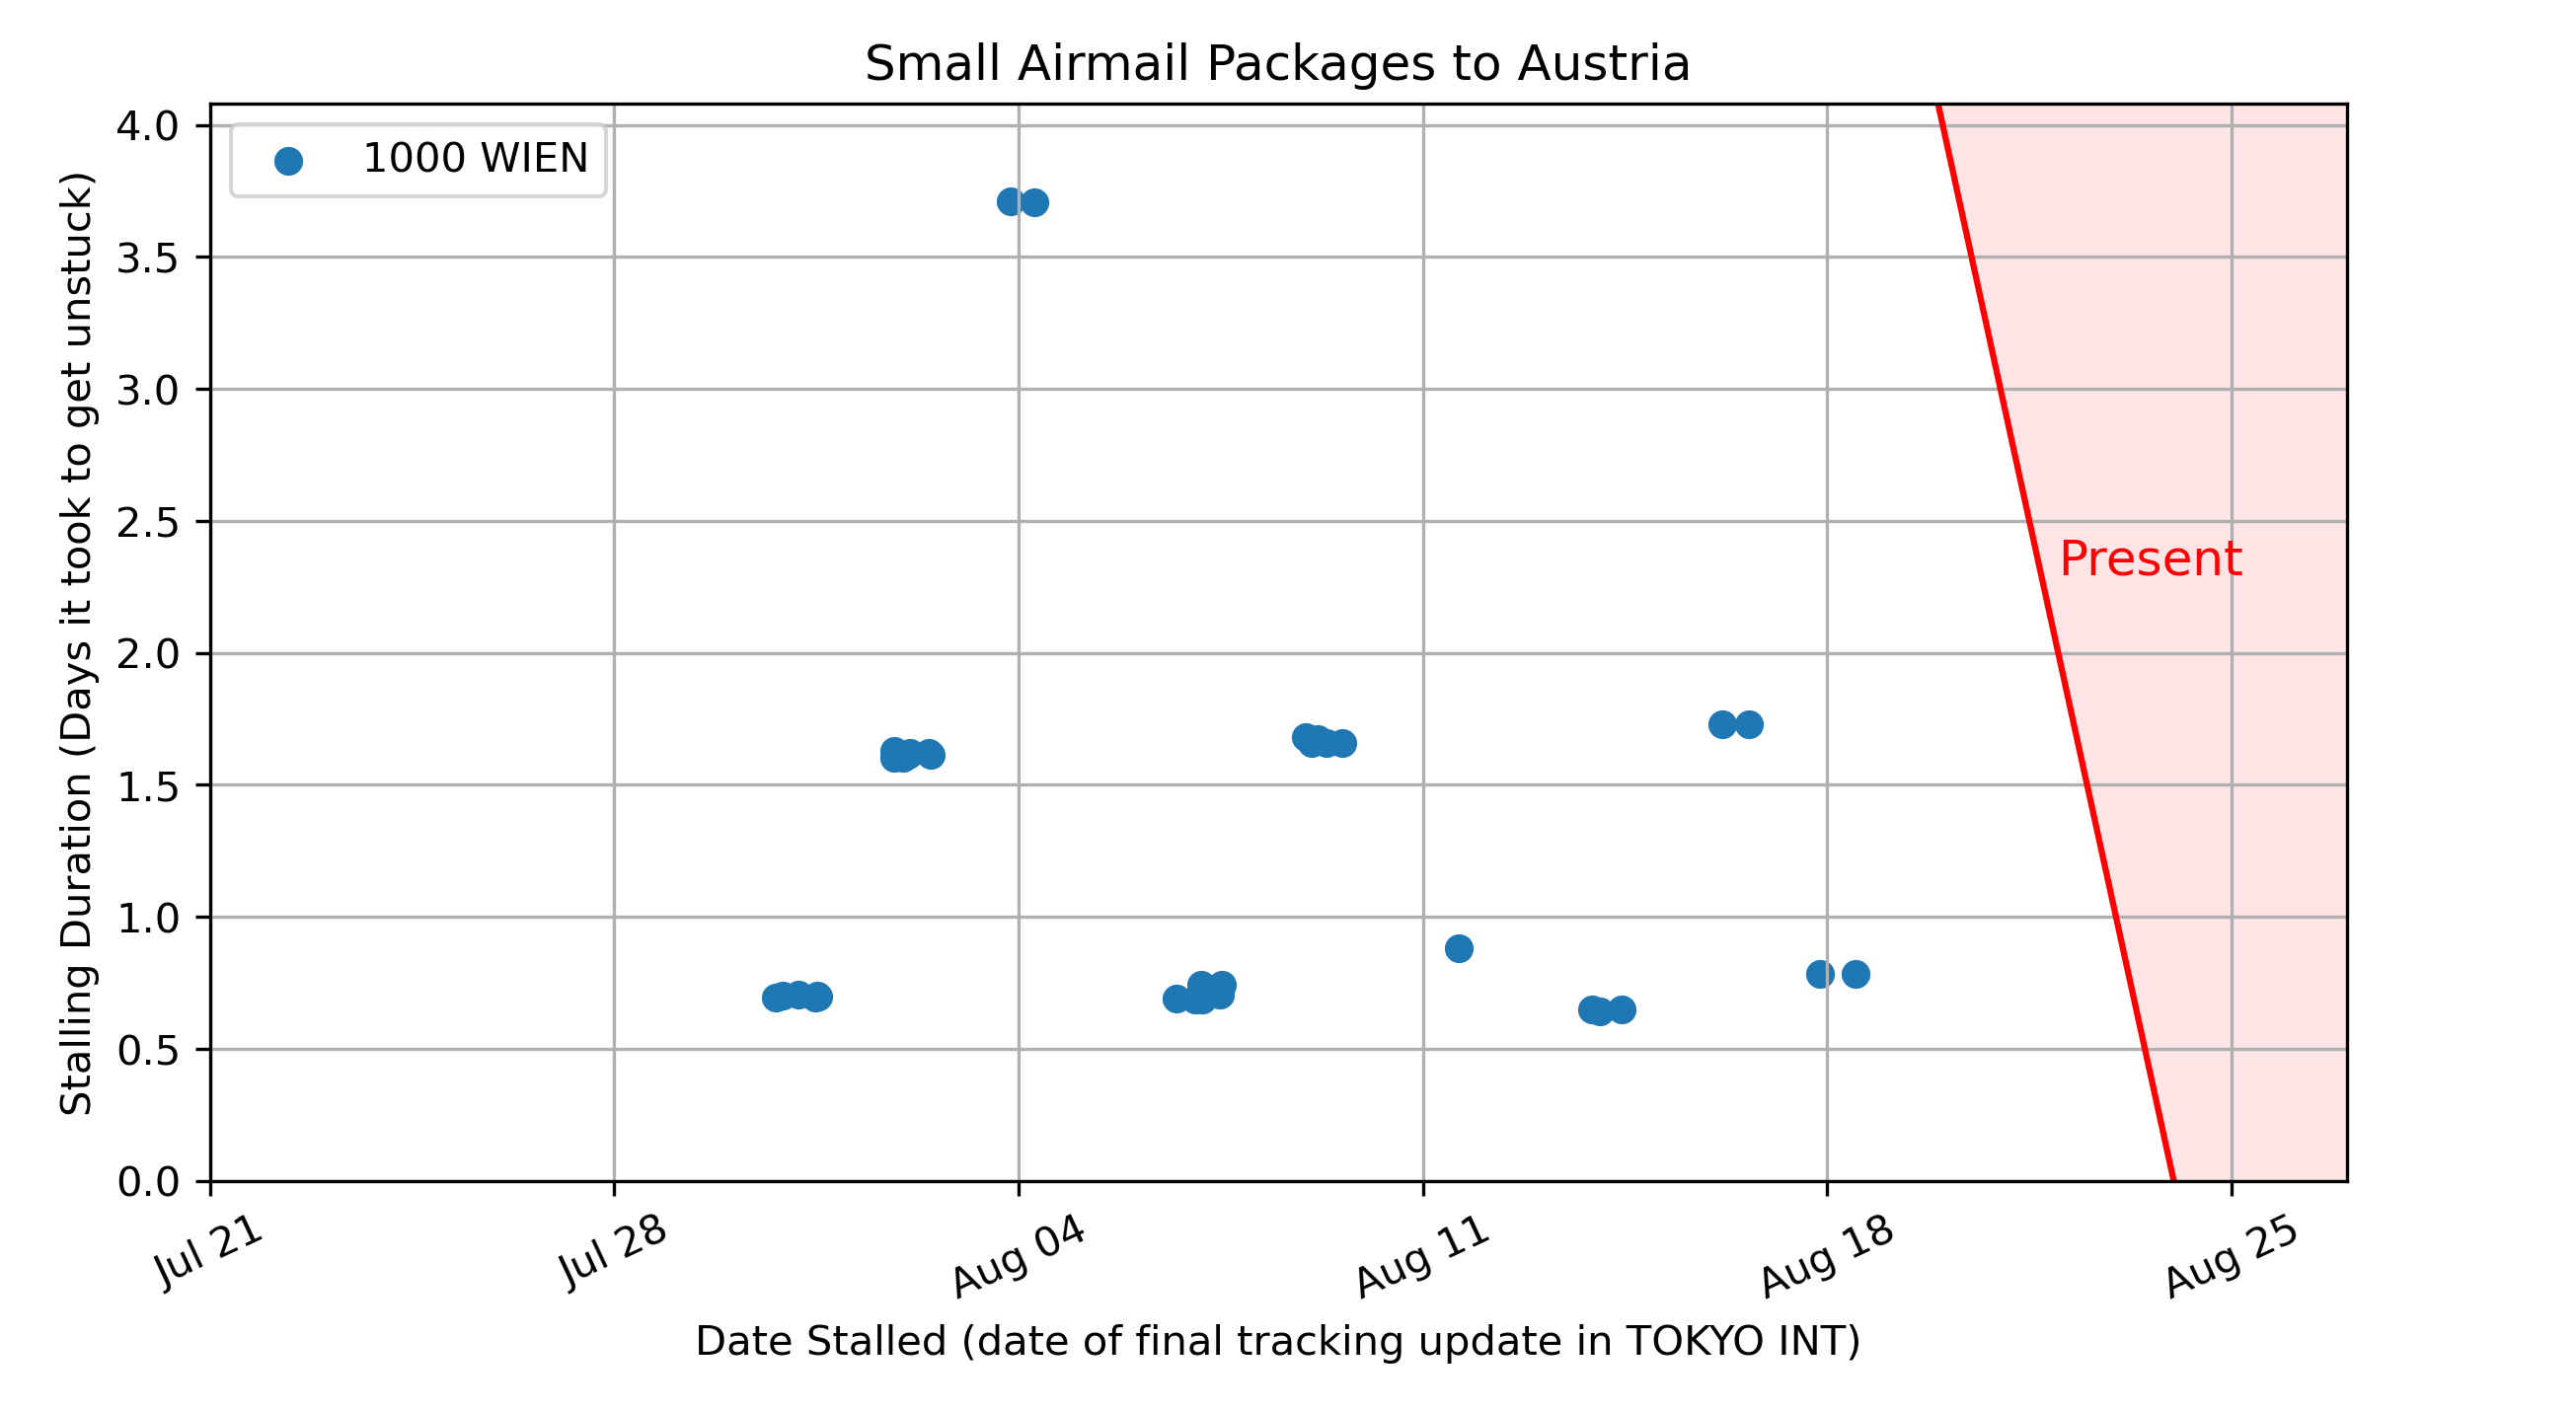 Small Airmail Packages to Austria
1000 WIEN
Stalling Duration (Days it took to get unstuck)
4.0
3.5
3.0
2.5
2.0
1.5
1.0
0.5
0.0
Present
Jul 21
Jul 28
Aug 04
Aug 11
Aug 18
Aug 25
Date Stalled (date of final tracking update in TOKYO INT)